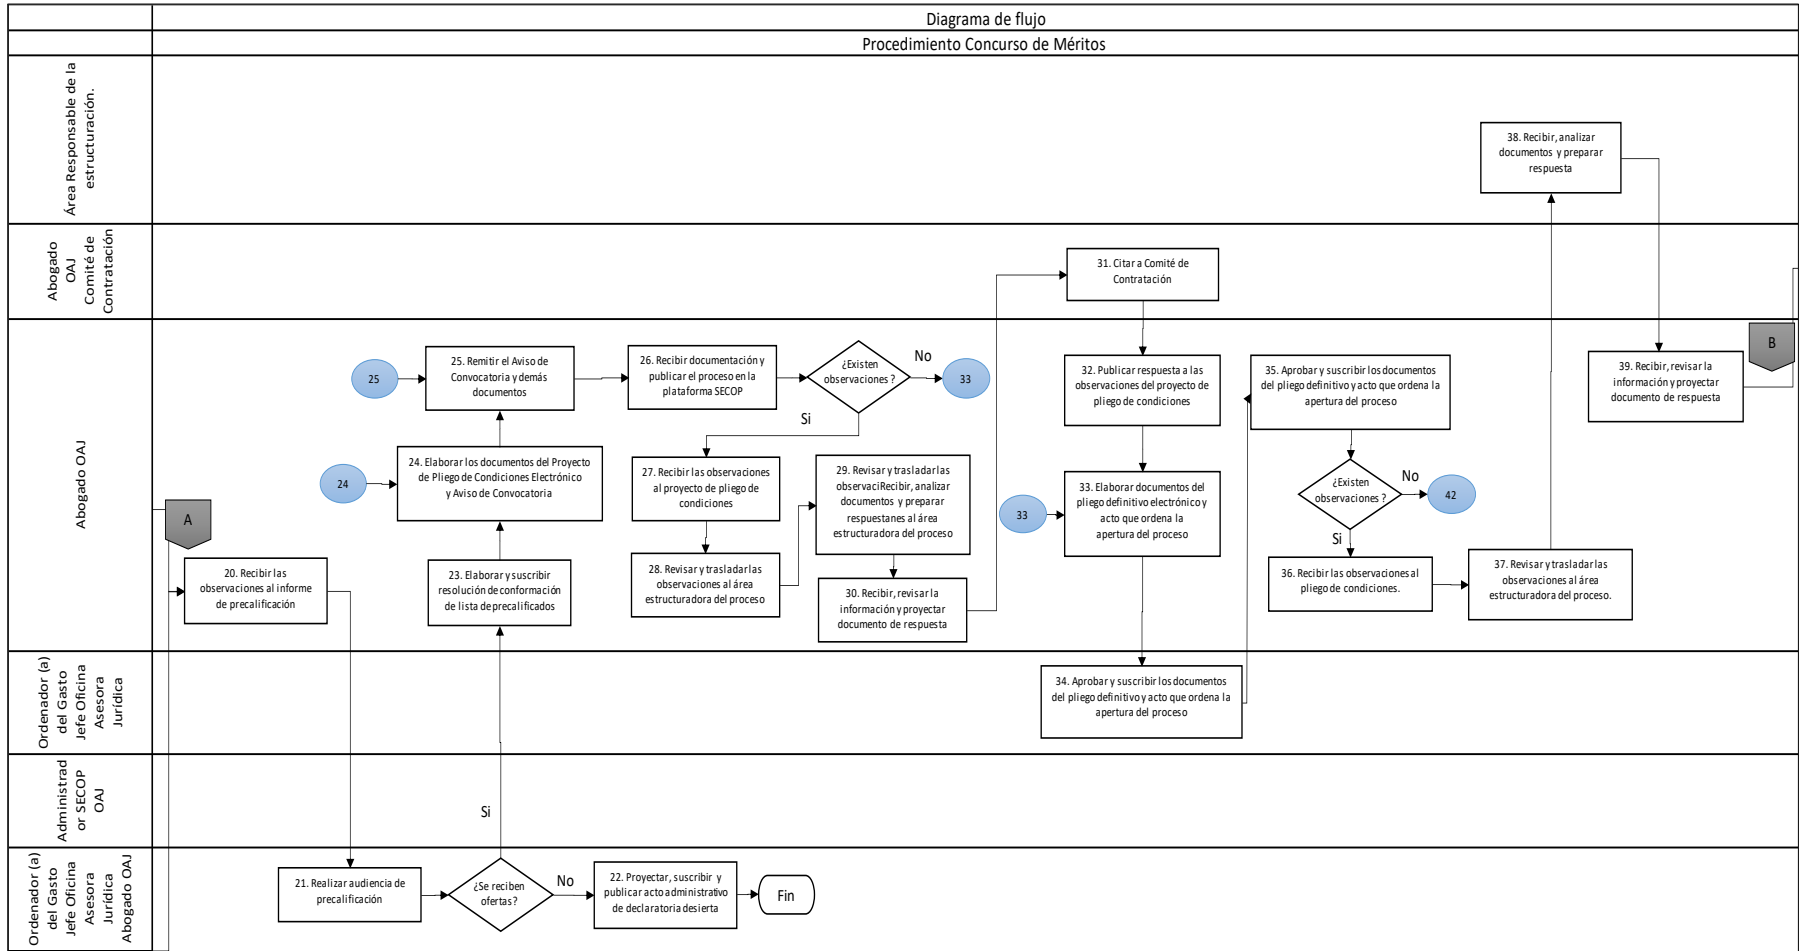 Diagrama de flujo
Procedimiento Concurso de Méritos
Área Responsable de la
estructuración.
38. Recibir, analizar
documentos y preparar
respuesta
Abogado
OAJ
Comité de
Contratación
31. Citar a Comité de
Contratación
Abogado OAJ
A
20. Recibir las
observaciones al informe
de precalificación
25
25. Remitir el Aviso de
Convocatoria y demás
documentos
24
24. Elaborar los documentos del Proyecto
de Pliego de Condiciones Electrónico
y Aviso de Convocatoria
23. Elaborar y suscribir
resolución de conformación
de lista de precalificados
26. Recibir documentación y
publicar el proceso en la
plataforma SECOP
¿Existen
observaciones ?
No
33
Si
27. Recibir las observaciones
al proyecto de pliego de
condiciones
28. Revisar y trasladar las
observaciones al área
estructuradora del proceso
29. Revisar y trasladar las
observaciRecibir, analizar
documentos y preparar
respuestanes al área
estructuradora del proceso
30. Recibir, revisar la
información y proyectar
documento de respuesta
32. Publicar respuesta a las
observaciones del proyecto de
pliego de condiciones
33
33. Elaborar documentos del
pliego definitivo electrónico y
acto que ordena la
apertura del proceso
35. Aprobar y suscribir los documentos
del pliego definitivo y acto que ordena la
apertura del proceso
¿Existen
observaciones ?
No
42
Si
36. Recibir las observaciones al
pliego de condiciones.
37. Revisar y trasladar las
observaciones al área
estructuradora del proceso.
39. Recibir, revisar la
información y proyectar
documento de respuesta
B
Ordenador (a)
del Gasto
Jefe Oficina
Asesora
Jurídica
34. Aprobar y suscribir los documentos
del pliego definitivo y acto que ordena la
apertura del proceso
Administrad
or SECOP
OAJ
Si
Ordenador (a)
del Gasto
Jefe Oficina
Asesora
Jurídica
Abogado OAJ
21. Realizar audiencia de
precalificación
¿Se reciben
ofertas?
No
22. Proyectar, suscribir y
publicar acto administrativo
de declaratoria desierta
Fin